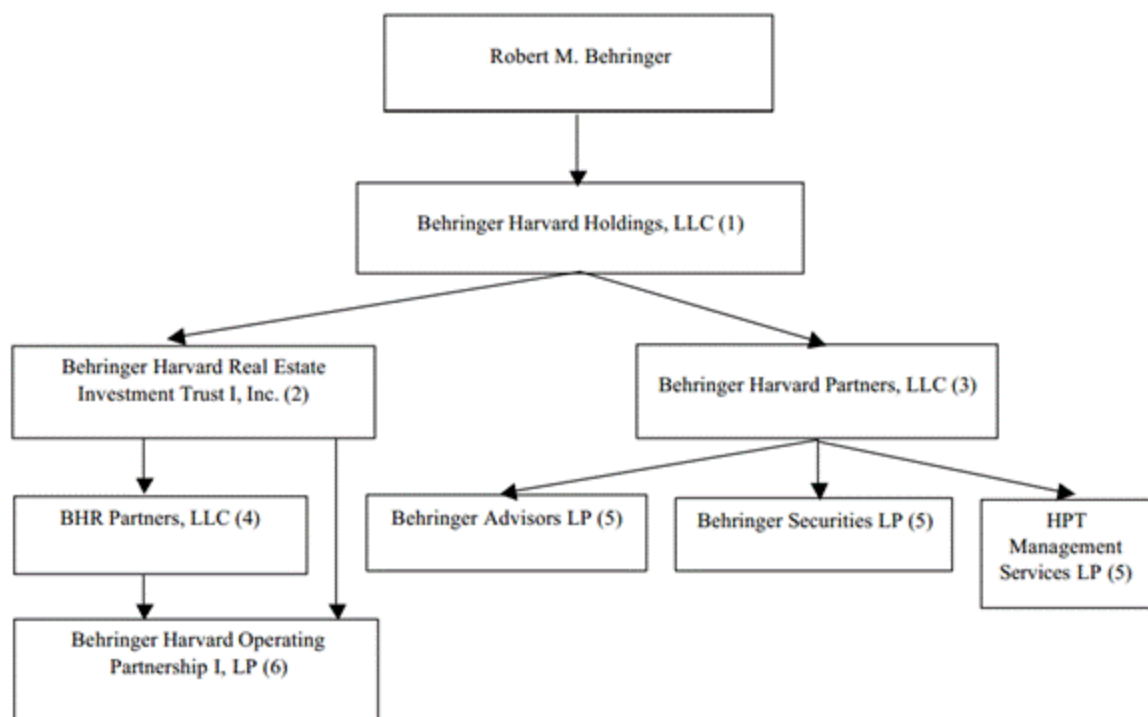 Robert M. Behringer
Behringer Harvard Holdings, LLC (1)
Behringer Harvard Real Estate
Investment Trust I, Inc. (2)
Behringer Harvard Partners, LLC (3)
BHR Partners, LLC (4)
Behringer Advisors LP (5)
Behringer Securities LP (5)
HPT
Management
Services LP (5)
Behringer Harvard Operating
Partnership I, LP (6)